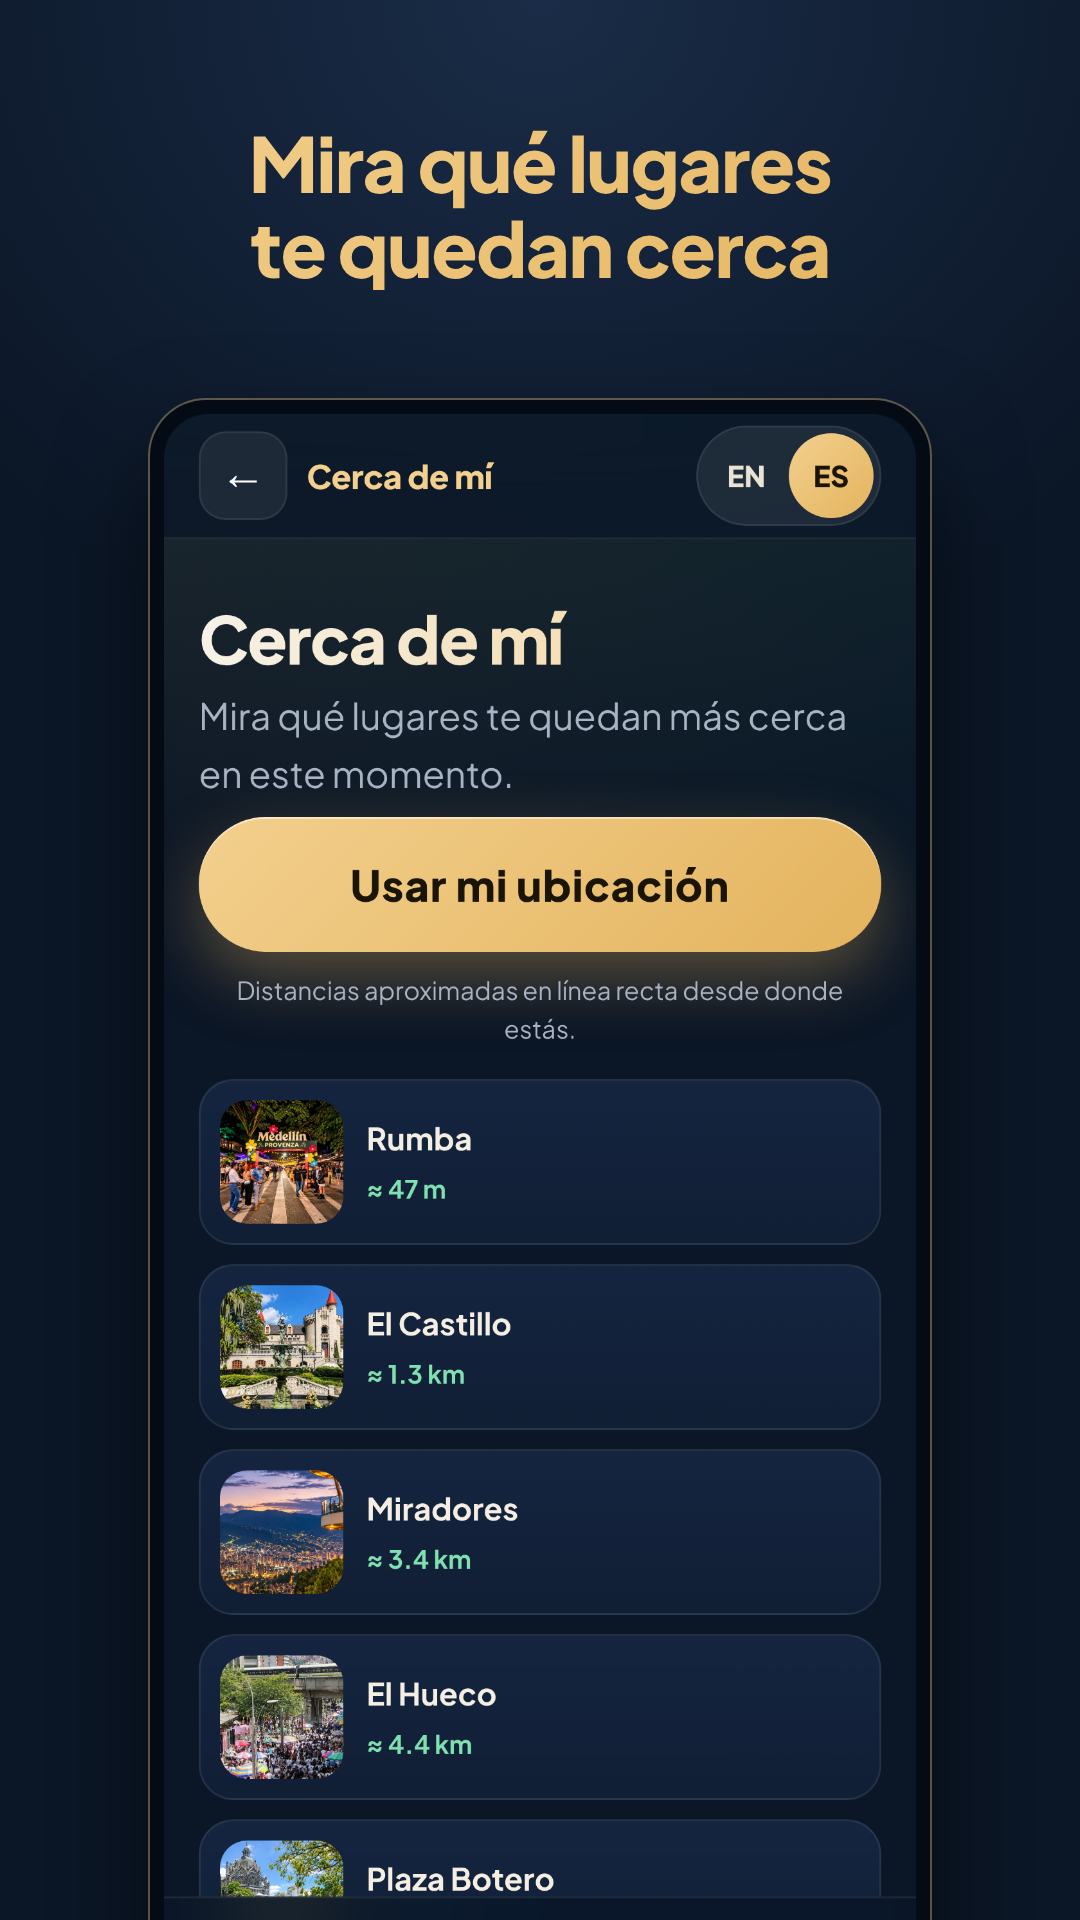 Mira qué lugares
te quedan cerca
←
Cerca de mí
EN ES
Cerca de mí
Mira qué lugares te quedan más cerca
en este momento.
Usar mi ubicación
Distancias aproximadas en línea recta desde donde
estás.
Medellín
PROVENZA
Rumba
≈ 47 m
El Castillo
≈ 1.3 km
Miradores
≈ 3.4 km
El Hueco
≈ 4.4 km
Plaza Botero